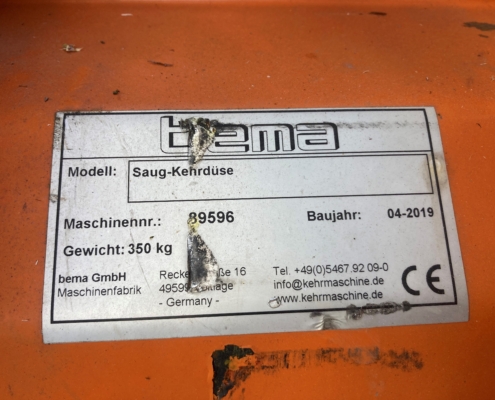 bema
Modell: Saug-Kehrdüse
Maschinennr.: 89596 Baujahr: 04-2019
Gewicht: 350 kg
bema GmbH
Maschinenfabrik
16
- Germany -
Tel. +49(0)5467.92 09-0
info@kehrmaschine.de
www.kehrmaschine.de
CE